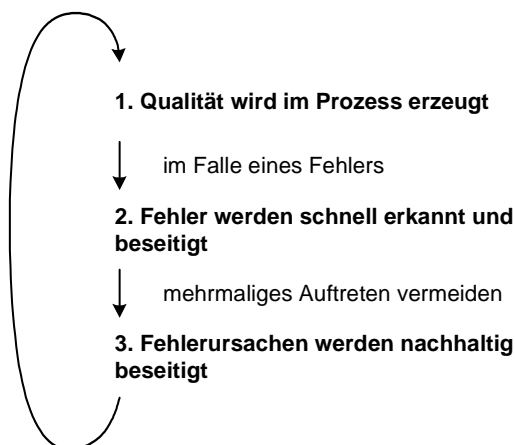 1. Qualität wird im Prozess erzeugt
im Falle eines Fehlers
2. Fehler werden schnell erkannt und
beseitigt
mehrmaliges Auftreten vermeiden
3. Fehlerursachen werden nachhaltig
beseitigt